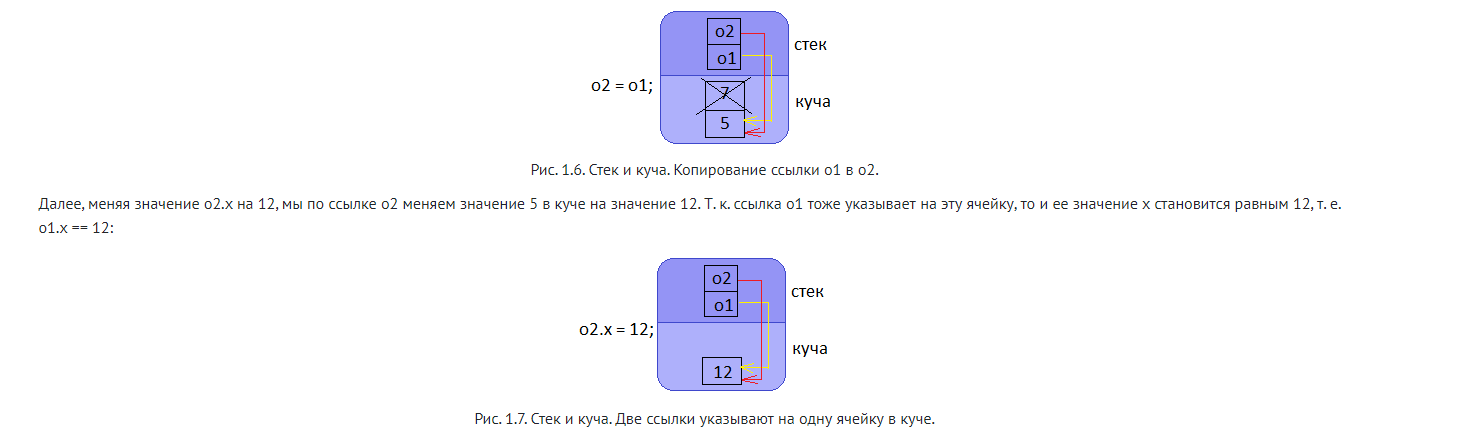 o2
стек
o1
o2 = o1;
7
куча
5
Рис. 1.6. Стек и куча. Копирование ссылки o1 в o2.
Далее, меняя значение o2.x на 12, мы по ссылке o2 меняем значение 5 в куче на значение 12. Т. к. ссылка o1 тоже указывает на эту ячейку, то и ее значение x становится равным 12, т. е.
o1.x == 12:
o2
стек
o1
o2.x = 12;
куча
12
Рис. 1.7. Стек и куча. Две ссылки указывают на одну ячейку в куче.